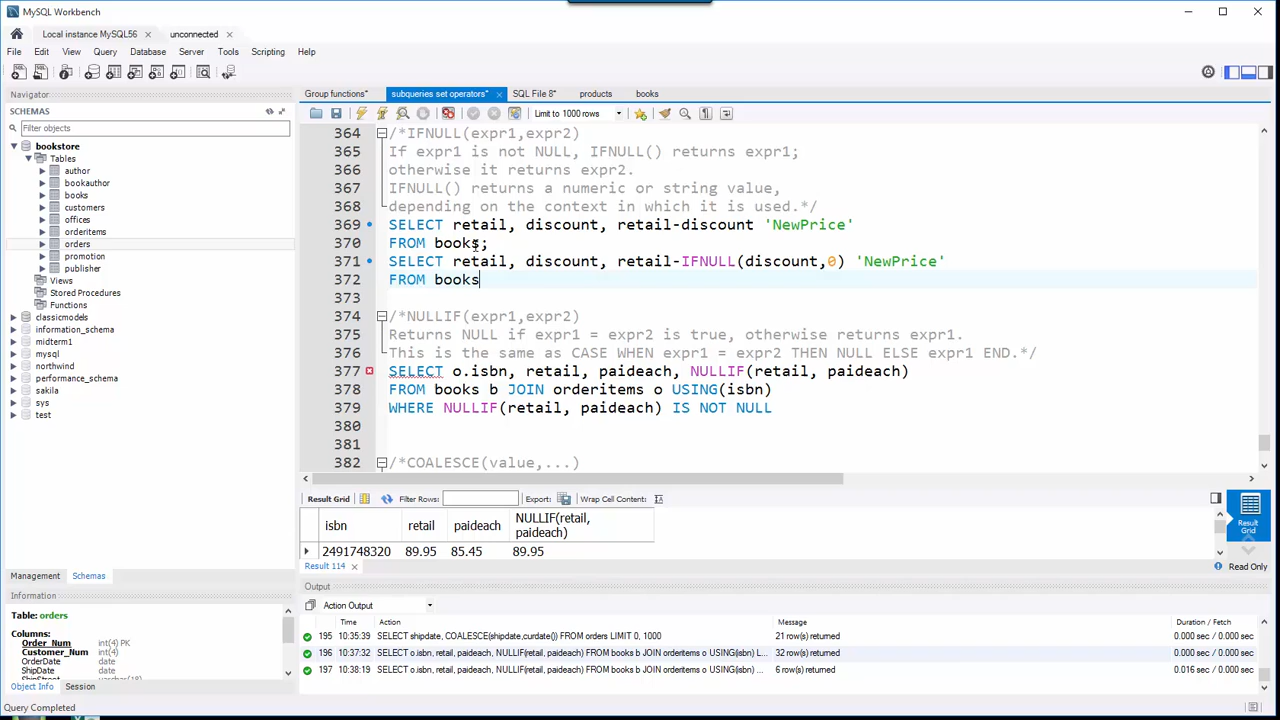 MySQL Workbench
Local instance MySQL56
unconnected
File Edit View Query Database Server Tools Scripting Help
Navigator
SCHEMAS
Filter objects
bookstore
Tables
author
bookauthor
books
customers
offices
orderitems
orders
promotion
publisher
Views
Stored Procedures
Functions
classicmodels
information_schema
midterm1
mysql
northwind
performance_schema
sakila
sys
test
Management Schemas
Information
Table: orders
Columns:
Order_Num int(4) PK
Customer_Num int(4)
OrderDate date
ShipDate date
ShipStreet varchar(18)
Object Info Session
Query Completed
Group functions* subqueries set operators* SQL File 8* products books
Limit to 1000 rows
364 /*IFNULL(expr1,expr2)
365 If expr1 is not NULL, IFNULL() returns expr1;
366 otherwise it returns expr2.
367 IFNULL() returns a numeric or string value,
368 depending on the context in which it is used.*/
369 SELECT retail, discount, retail-discount 'NewPrice'
370 FROM books;
371 SELECT retail, discount, retail-IFNULL(discount,0) 'NewPrice'
372 FROM books
373
374 /*NULLIF(expr1,expr2)
375 Returns NULL if expr1 = expr2 is true, otherwise returns expr1.
376 This is the same as CASE WHEN expr1 = expr2 THEN NULL ELSE expr1 END.*/
377 SELECT o.isbn, retail, paideach, NULLIF(retail, paideach)
378 FROM books b JOIN orderitems o USING(isbn)
379 WHERE NULLIF(retail, paideach) IS NOT NULL
380
381
382 /*COALESCE(value,...)
Result Grid Filter Rows: Export: Wrap Cell Content:
isbn retail paideach NULLIF(retail,
paideach)
2491748320 89.95 85.45 89.95
Result
Grid
Result 114
Read Only
Output
Action Output
Time Action Message Duration / Fetch
195 10:35:39 SELECT shipdate, COALESCE(shipdate,curdate()) FROM orders LIMIT 0, 1000 21 row(s) returned 0.000 sec / 0.000 sec
196 10:37:32 SELECT o.isbn, retail, paideach, NULLIF(retail, paideach) FROM books b JOIN orderitems o USING(isbn) L... 32 row(s) returned 0.000 sec / 0.000 sec
197 10:38:19 SELECT o.isbn, retail, paideach, NULLIF(retail, paideach) FROM books b JOIN orderitems o USING(isbn) ... 6 row(s) returned 0.016 sec / 0.000 sec